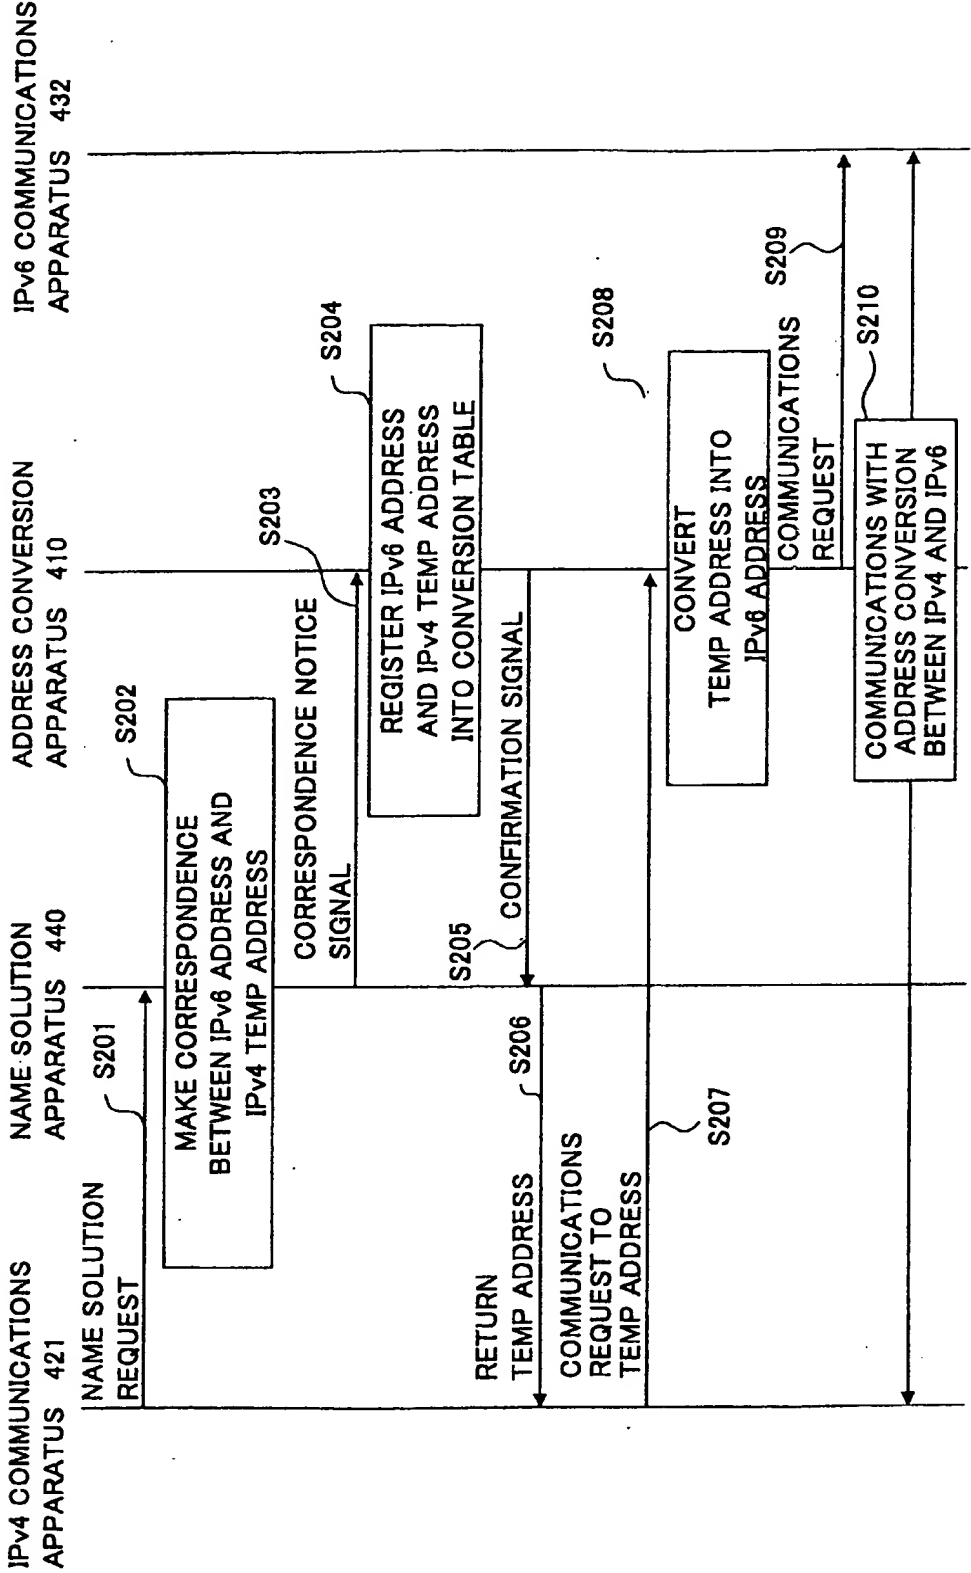 IPv4 COMMUNICATIONS
APPARATUS 421
NAME SOLUTION
APPARATUS 440
ADDRESS CONVERSION
APPARATUS 410
IPv6 COMMUNICATIONS
APPARATUS 432
NAME SOLUTION
REQUEST
S201
S202
MAKE CORRESPONDENCE
BETWEEN IPv6 ADDRESS AND
IPv4 TEMP ADDRESS
CORRESPONDENCE NOTICE
SIGNAL
S203
S204
REGISTER IPv6 ADDRESS
AND IPv4 TEMP ADDRESS
INTO CONVERSION TABLE
S205
CONFIRMATION SIGNAL
RETURN
TEMP ADDRESS
S206
COMMUNICATIONS
REQUEST TO
TEMP ADDRESS
S207
S208
CONVERT
TEMP ADDRESS INTO
IPv6 ADDRESS
COMMUNICATIONS
REQUEST
S209
S210
COMMUNICATIONS WITH
ADDRESS CONVERSION
BETWEEN IPv4 AND IPv6